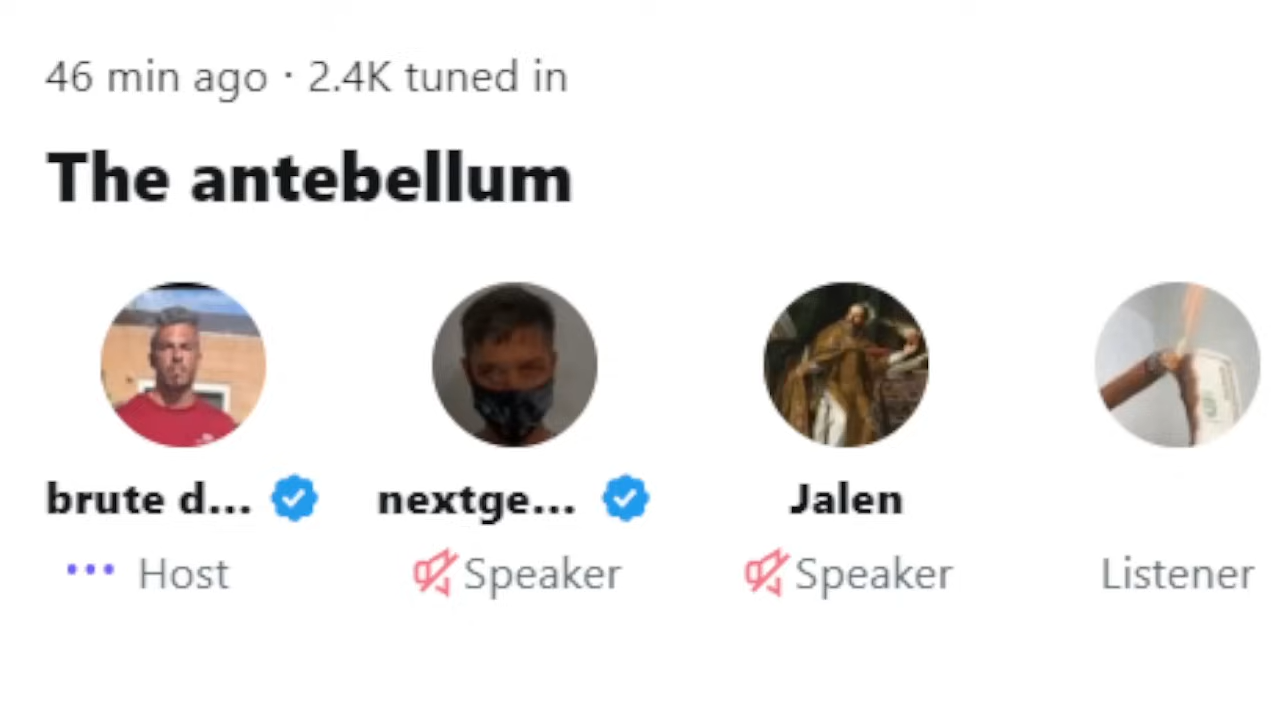 46 min ago · 2.4K tuned in
The antebellum
brute d... nextge... Jalen
Host Speaker Speaker Listener